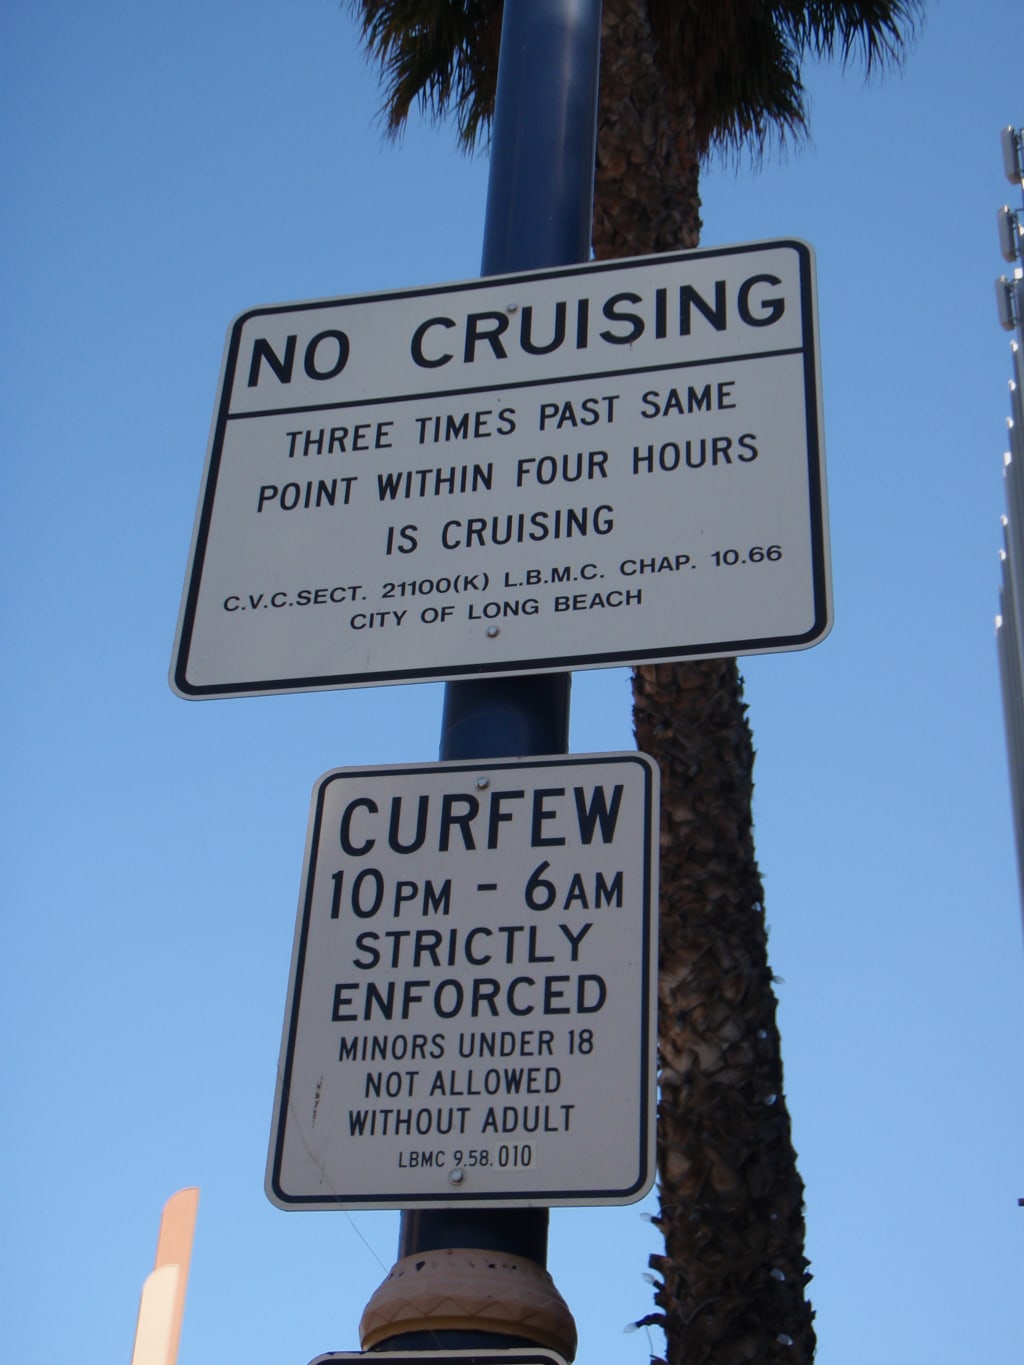 NO CRUISING
THREE TIMES PAST SAME
POINT WITHIN FOUR HOURS
IS CRUISING
C.V.C.SECT. 21100(K) L.B.M.C. CHAP. 10.66
CITY OF LONG BEACH
CURFEW
10PM - 6AM
STRICTLY
ENFORCED
MINORS UNDER 18
NOT ALLOWED
WITHOUT ADULT
LBMC 9.58.010